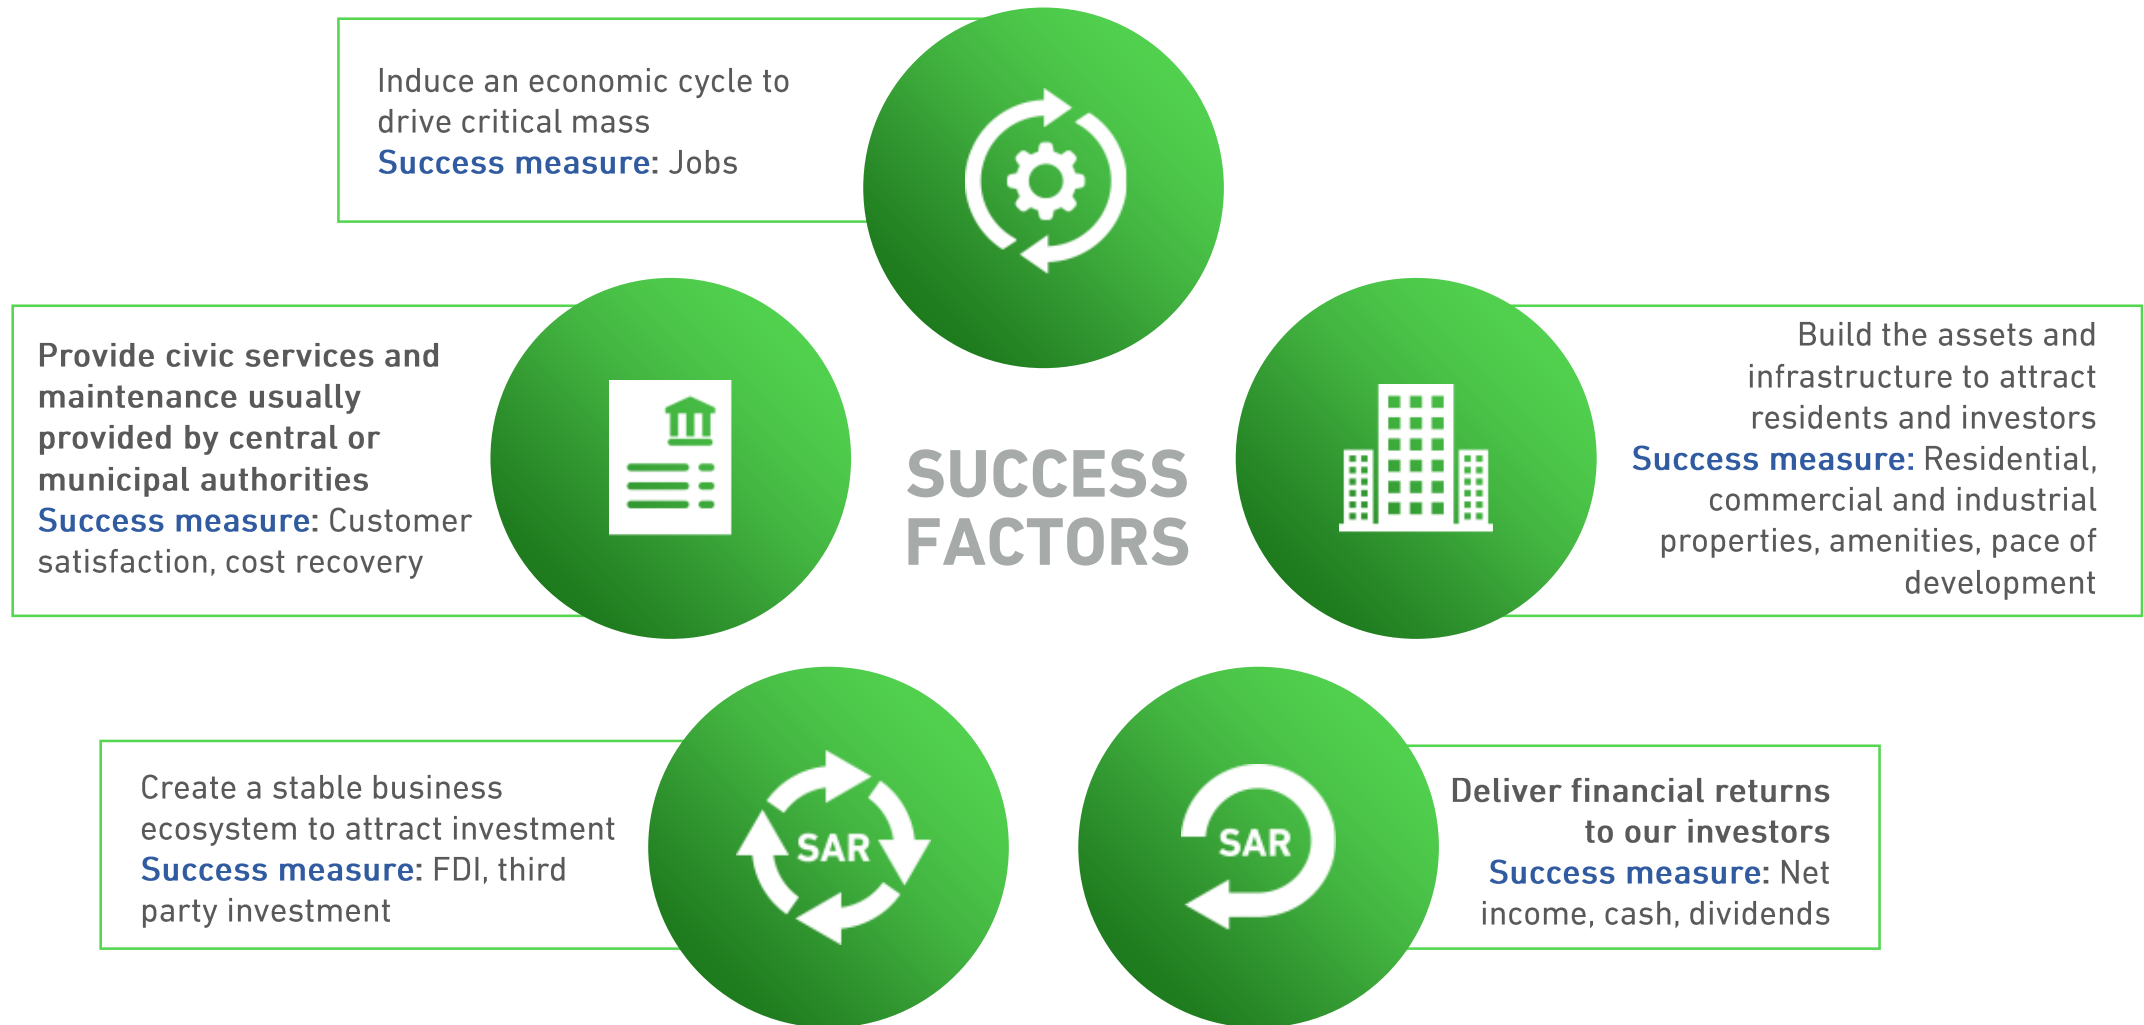 Induce an economic cycle to
drive critical mass
Success measure: Jobs
Provide civic services and
maintenance usually
provided by central or
municipal authorities
Success measure: Customer
satisfaction, cost recovery
SUCCESS
FACTORS
Build the assets and
infrastructure to attract
residents and investors
Success measure: Residential,
commercial and industrial
properties, amenities, pace of
development
Create a stable business
ecosystem to attract investment
Success measure: FDI, third
party investment
SAR
SAR
Deliver financial returns
to our investors
Success measure: Net
income, cash, dividends